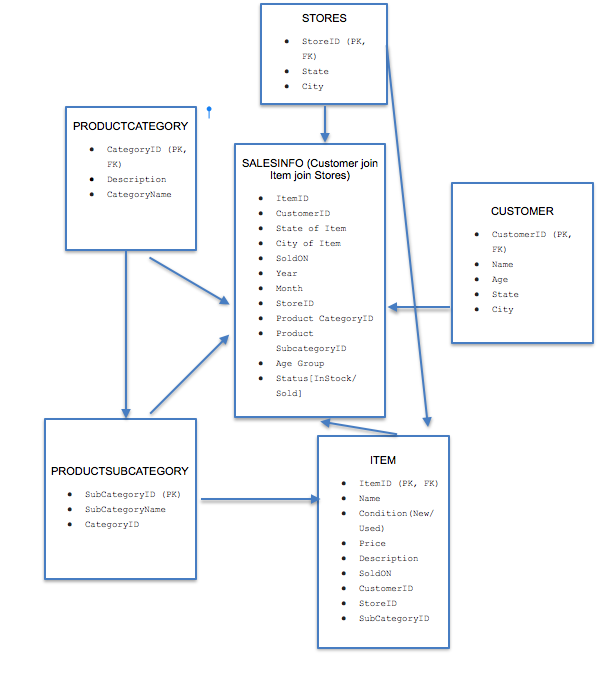 STORES
StoreID (PK,
FK)
State
City
PRODUCTCATEGORY
CategoryID (PK,
FK)
Description
CategoryName
SALESINFO (Customer join
Item join Stores)
ItemID
CustomerID
State of Item
City of Item
SoldON
Year
Month
StoreID
Product CategoryID
Product
SubcategoryID
Age Group
Status[InStock/
Sold]
CUSTOMER
CustomerID (PK,
FK)
Name
Age
State
City
PRODUCTSUBCATEGORY
SubCategoryID (PK)
SubCategoryName
CategoryID
ITEM
ItemID (PK, FK)
Name
Condition(New/
Used)
Price
Description
SoldON
CustomerID
StoreID
SubCategoryID